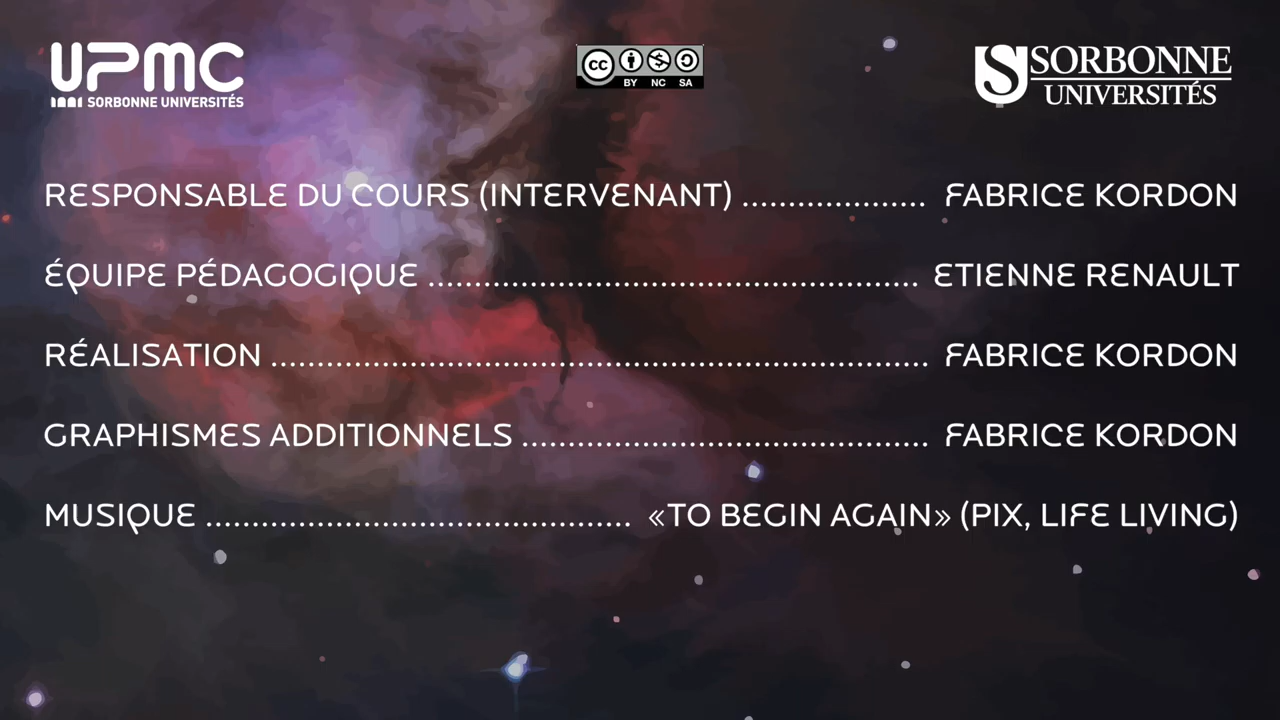 UPMC
SORBONNE UNIVERSITÉS
cc
BY NC SA
SORBONNE
UNIVERSITÉS
RESPONSABLE DU COURS (INTERVENANT) .................... FABRICE KORDON
ÉQUIPE PÉDAGOGIQUE ..................................................... ETIENNE RENAULT
RÉALISATION ....................................................................... FABRICE KORDON
GRAPHISMES ADDITIONNELS ............................................ FABRICE KORDON
MUSIQUE .............................................. «TO BEGIN AGAIN» (PIX, LIFE LIVING)